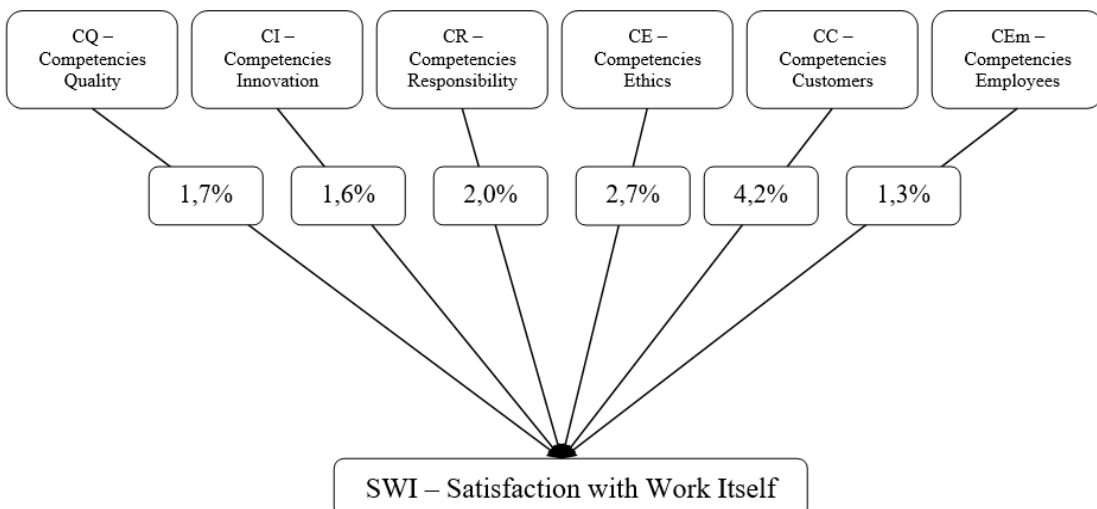 CQ –
Competencies
Quality
CI –
Competencies
Innovation
CR –
Competencies
Responsibility
CE –
Competencies
Ethics
CC –
Competencies
Customers
CEm –
Competencies
Employees
1,7%
1,6%
2,0%
2,7%
4,2%
1,3%
SWI – Satisfaction with Work Itself